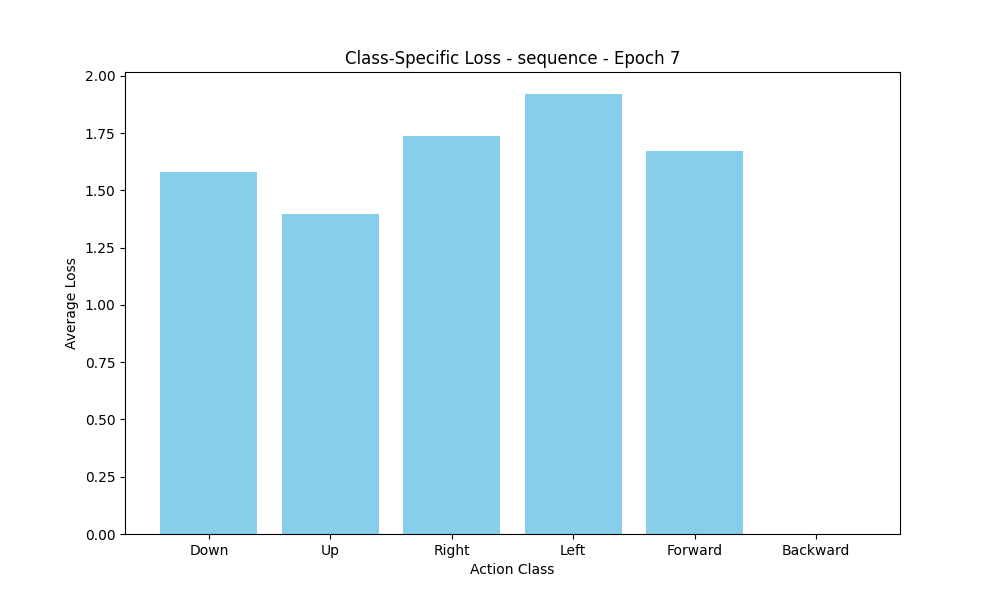 Class-Specific Loss - sequence - Epoch 7
2.00
1.75
1.50
1.25
1.00
0.75
0.50
0.25
0.00
Average Loss
Down Up Right Left Forward Backward
Action Class